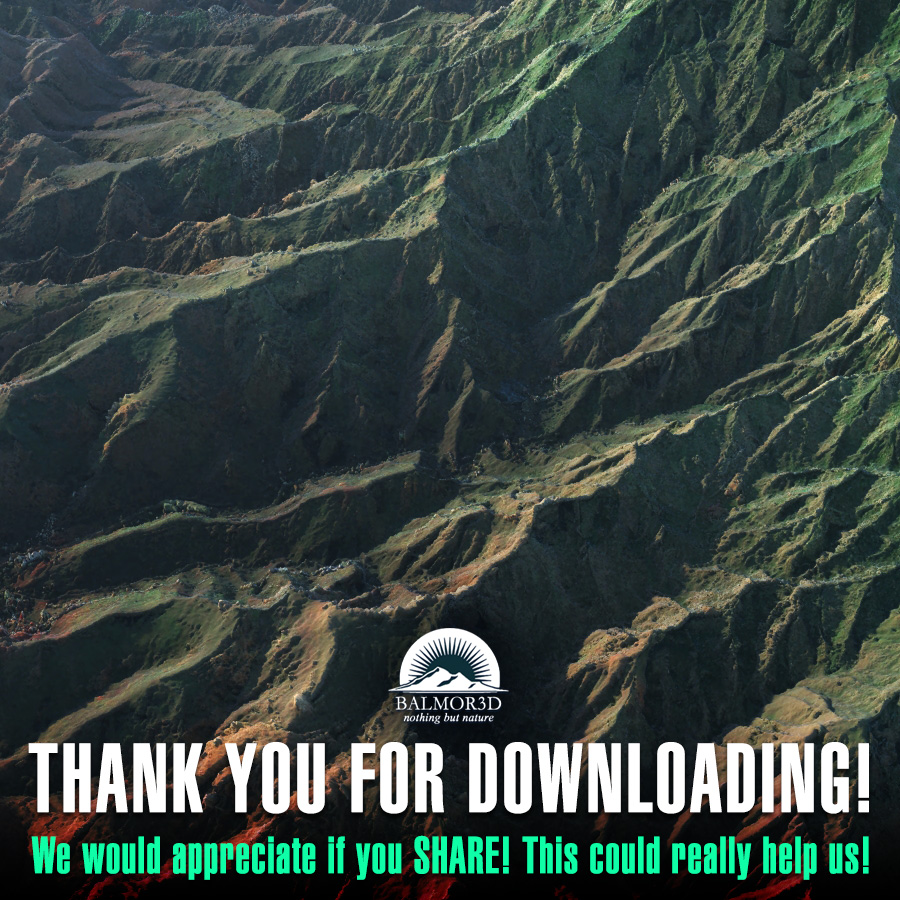 BALMOR3D
nothing but nature
THANK YOU FOR DOWNLOADING!
We would appreciate if you SHARE! This could really help us!